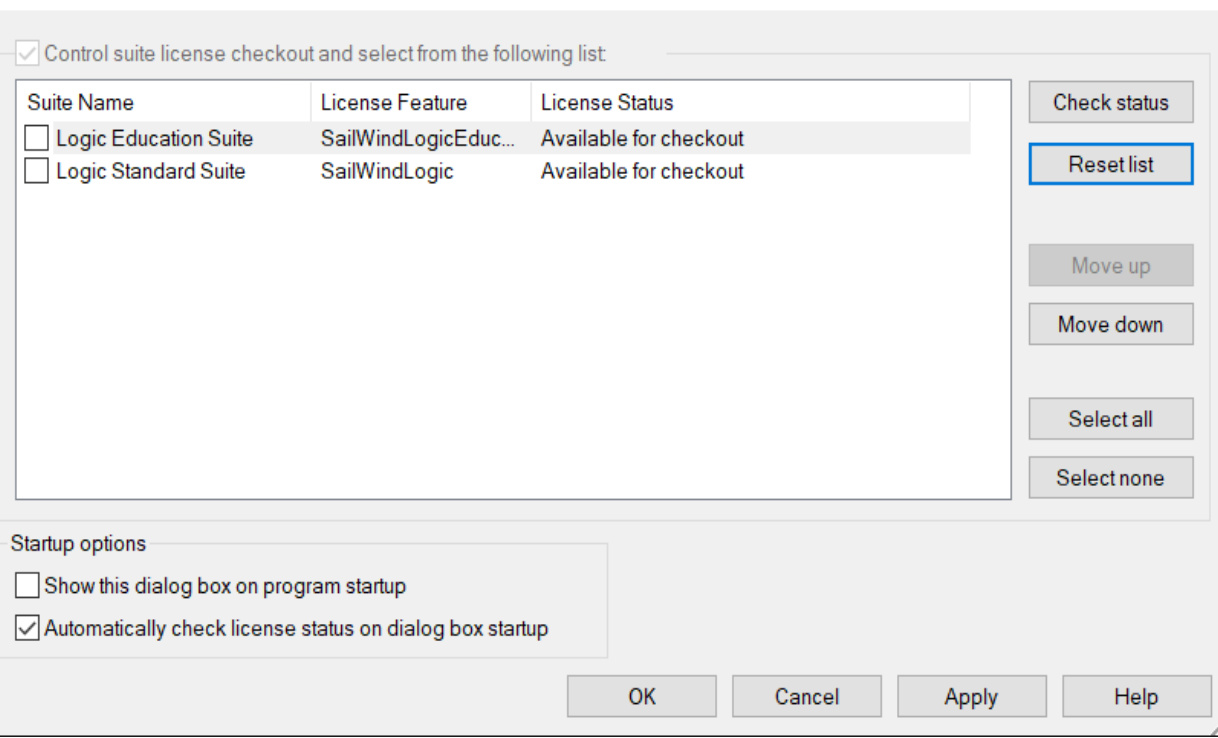 Control suite license checkout and select from the following list:
Suite Name License Feature License Status
Logic Education Suite SailWindLogicEduc... Available for checkout
Logic Standard Suite SailWindLogic Available for checkout
Check status
Reset list
Move up
Move down
Select all
Select none
Startup options
Show this dialog box on program startup
Automatically check license status on dialog box startup
OK Cancel Apply Help